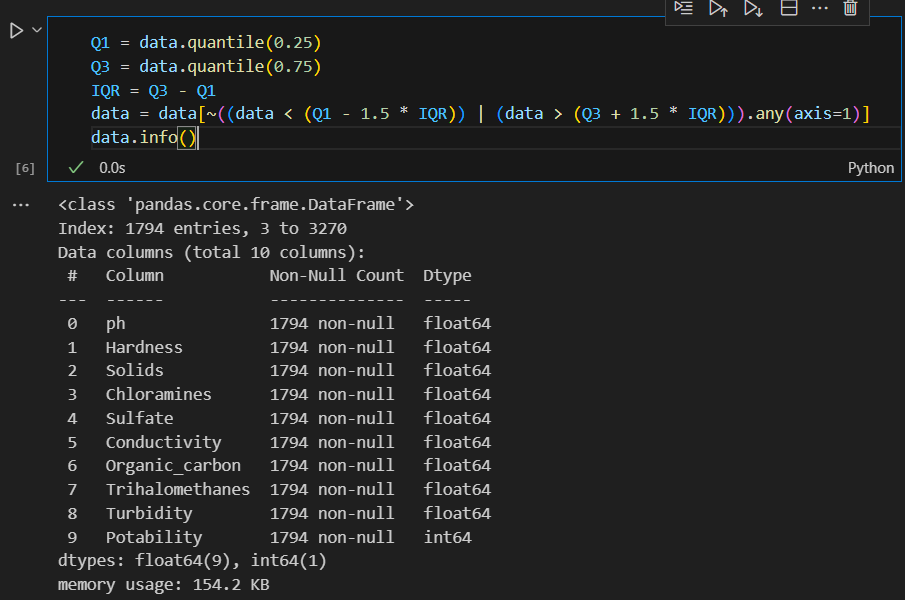 Q1 = data.quantile(0.25)
Q3 = data.quantile(0.75)
IQR = Q3 - Q1
data = data[~((data < (Q1 - 1.5 * IQR)) | (data > (Q3 + 1.5 * IQR))).any(axis=1)]
data.info()
[6] 0.0s Python
<class 'pandas.core.frame.DataFrame'>
Index: 1794 entries, 3 to 3270
Data columns (total 10 columns):
 #   Column           Non-Null Count  Dtype
---  ------           --------------  -----
 0   ph               1794 non-null   float64
 1   Hardness         1794 non-null   float64
 2   Solids           1794 non-null   float64
 3   Chloramines      1794 non-null   float64
 4   Sulfate          1794 non-null   float64
 5   Conductivity     1794 non-null   float64
 6   Organic_carbon   1794 non-null   float64
 7   Trihalomethanes  1794 non-null   float64
 8   Turbidity        1794 non-null   float64
 9   Potability       1794 non-null   int64
dtypes: float64(9), int64(1)
memory usage: 154.2 KB